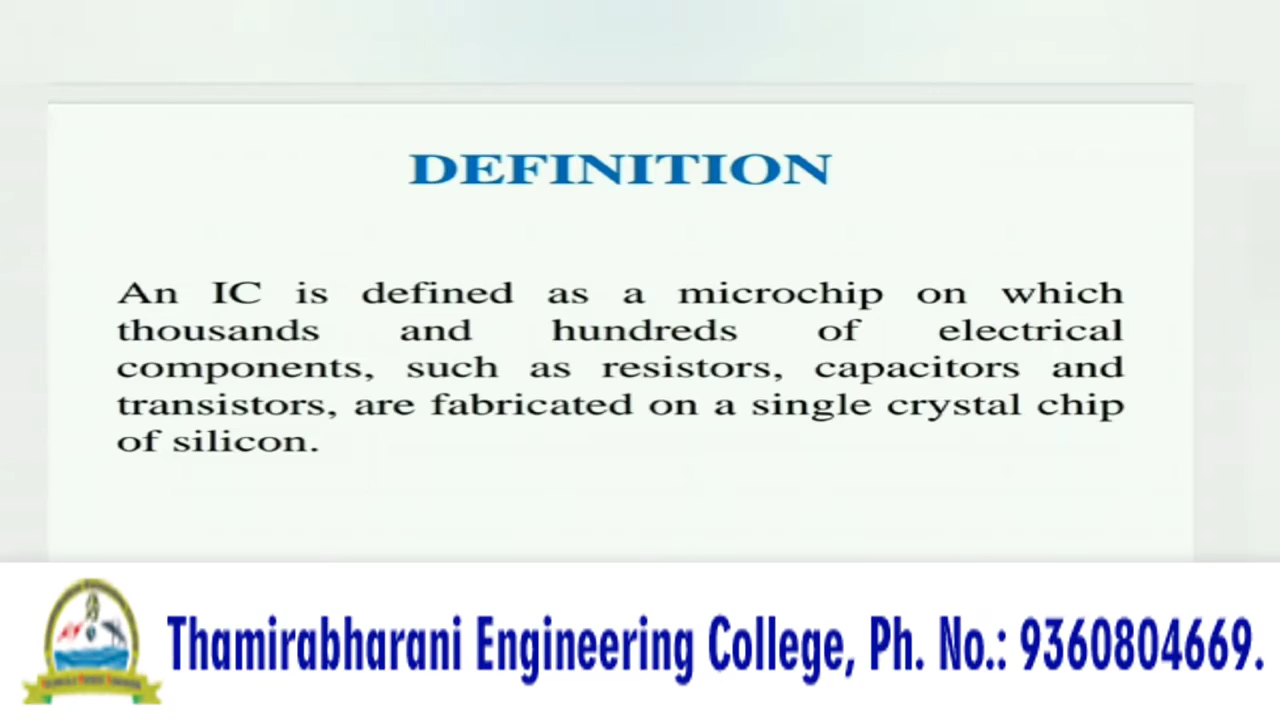 DEFINITION
An IC is defined as a microchip on which
thousands and hundreds of electrical
components, such as resistors, capacitors and
transistors, are fabricated on a single crystal chip
of silicon.
Thamirabharani Engineering College, Ph. No.: 9360804669.